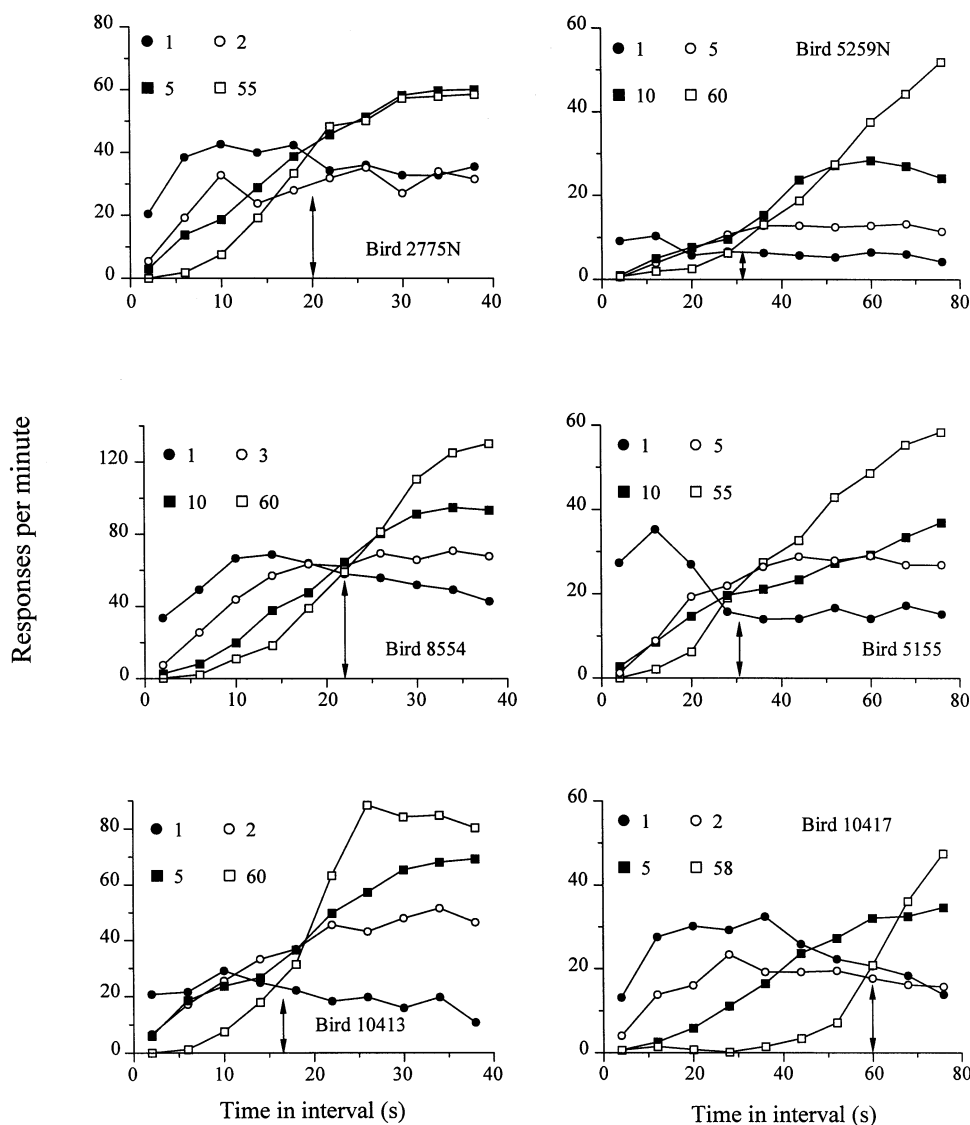 80
60
40
20
0
1 2
5 55
Bird 2775N
0 10 20 30 40
60
40
20
0
1 5
10 60
Bird 5259N
0 20 40 60 80
Responses per minute
120
80
40
0
1 3
10 60
Bird 8554
0 10 20 30 40
60
40
20
0
1 5
10 55
Bird 5155
0 20 40 60 80
80
60
40
20
0
1 2
5 60
Bird 10413
0 10 20 30 40
Time in interval (s)
60
40
20
0
1 2
5 58
Bird 10417
0 20 40 60 80
Time in interval (s)